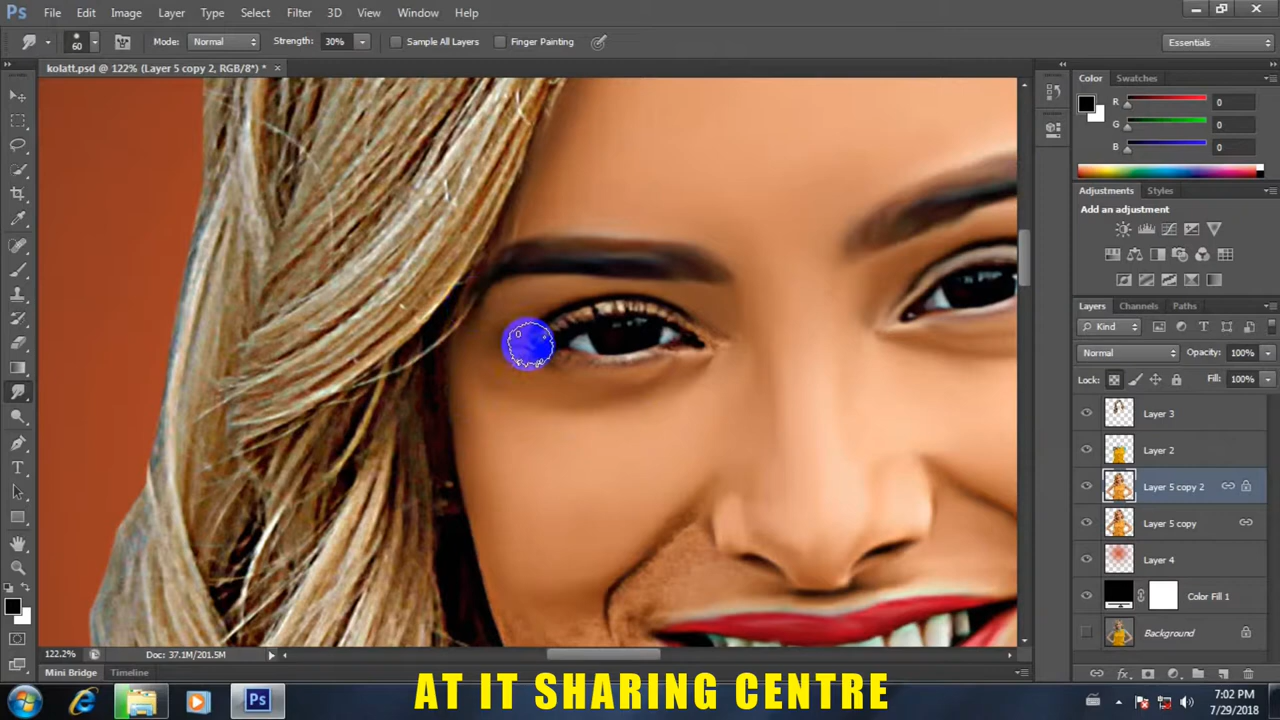 Ps File Edit Image Layer Type Select Filter 3D View Window Help
60 Mode: Normal Strength: 30% Sample All Layers Finger Painting Essentials
kolatt.psd @ 122% (Layer 5 copy 2, RGB/8*) * ×
Color Swatches
R 0
G 0
B 0
Adjustments Styles
Add an adjustment
Layers Channels Paths
Kind
Normal Opacity: 100%
Lock: Fill: 100%
Layer 3
Layer 2
Layer 5 copy 2
Layer 5 copy
Layer 4
Color Fill 1
Background
122.2% Doc: 37.1M/201.5M
Mini Bridge Timeline
AT IT SHARING CENTRE
Ps
7:02 PM
7/29/2018